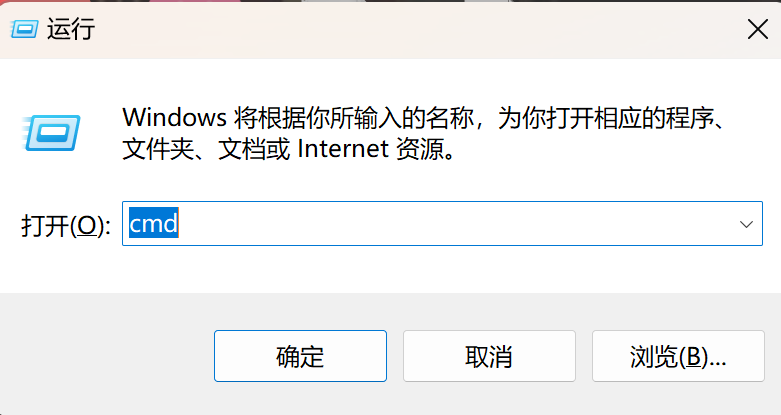 运行
Windows 将根据你所输入的名称，为你打开相应的程序、
文件夹、文档或 Internet 资源。
打开(O): cmd
确定 取消 浏览(B)...